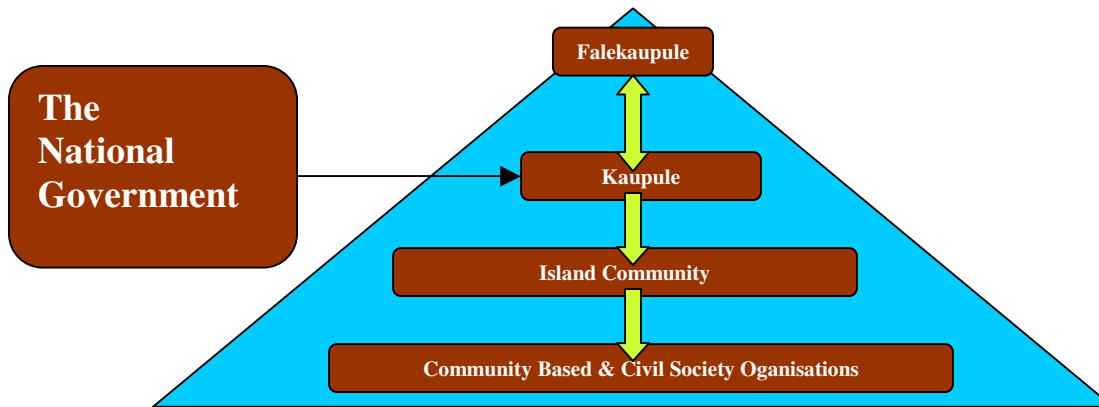 The
National
Government
Falekaupule
Kaupule
Island Community
Community Based & Civil Society Oganisations